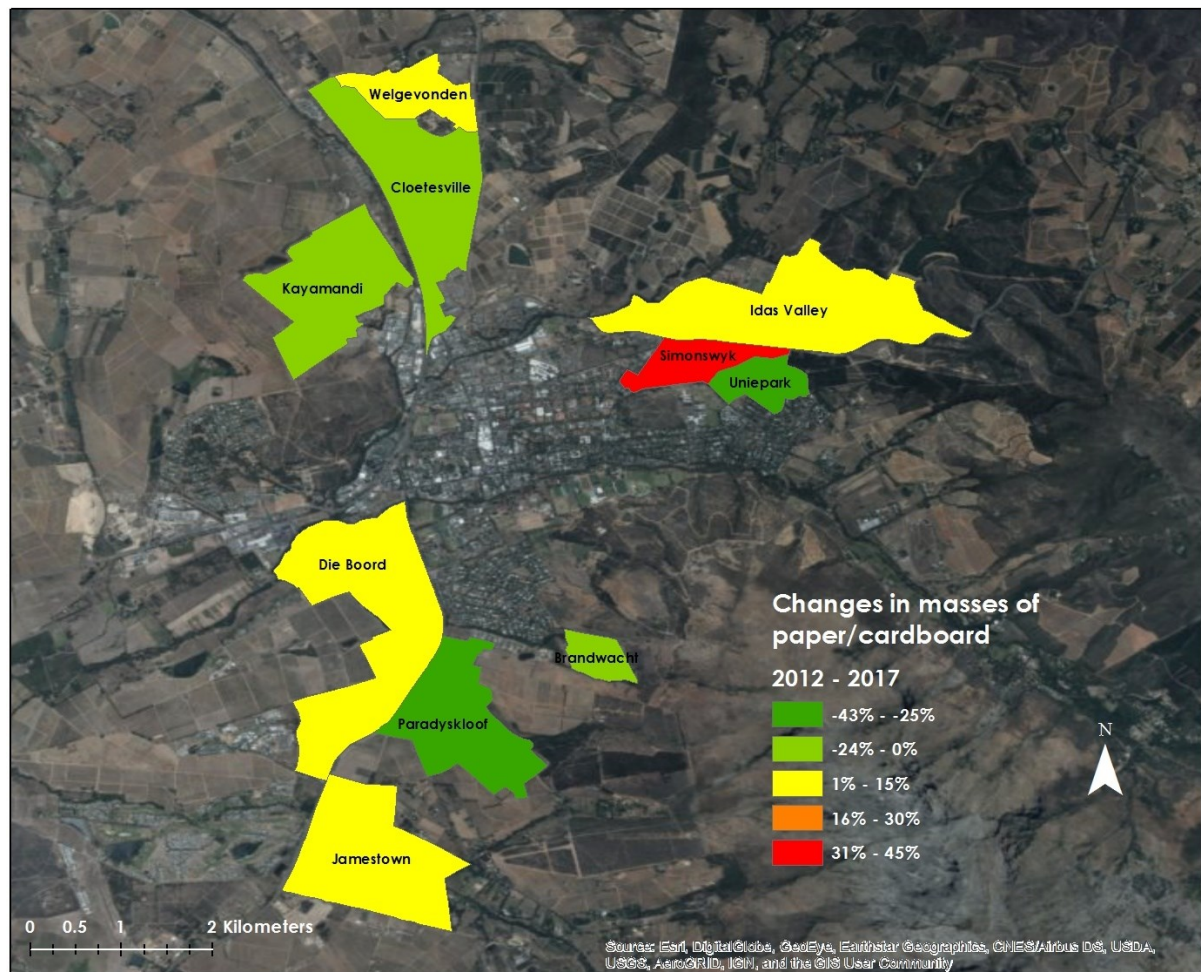 Welgevonden
Cloetesville
Kayamandi
Idas Valley
Simonswyk
Uniepark
Die Boord
Brandwacht
Paradyskloof
Jamestown
Changes in masses of
paper/cardboard
2012 - 2017
-43% - -25%
-24% - 0%
1% - 15%
16% - 30%
31% - 45%
N
0 0.5 1 2 Kilometers
Source: Esri, DigitalGlobe, GeoEye, Earthstar Geographics, CNES/Airbus DS, USDA,
USGS, AeroGRID, IGN, and the GIS User Community